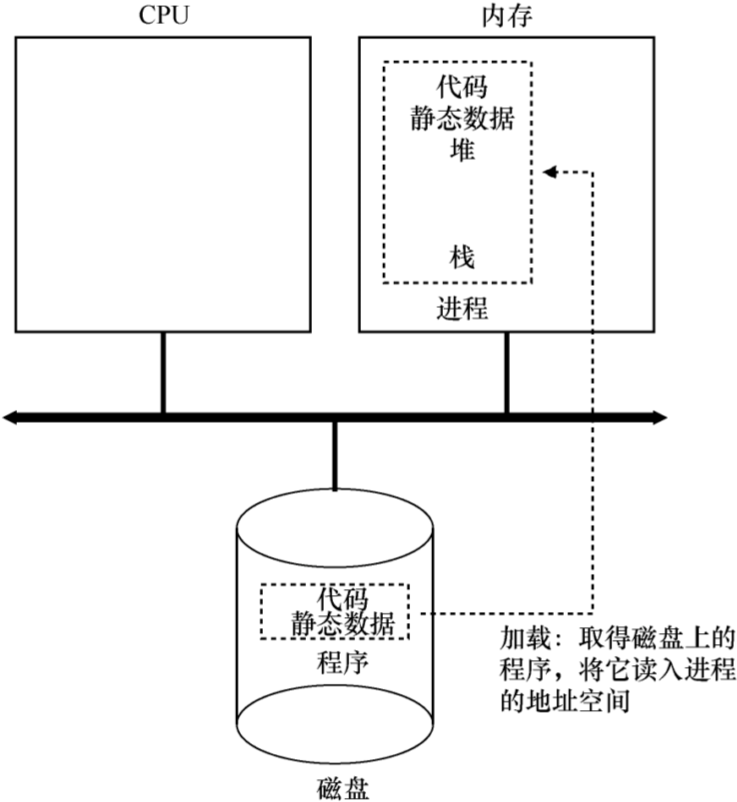 CPU
内存
代码
静态数据
堆
栈
进程
代码
静态数据
程序
加载：取得磁盘上的
程序，将它读入进程
的地址空间
磁盘